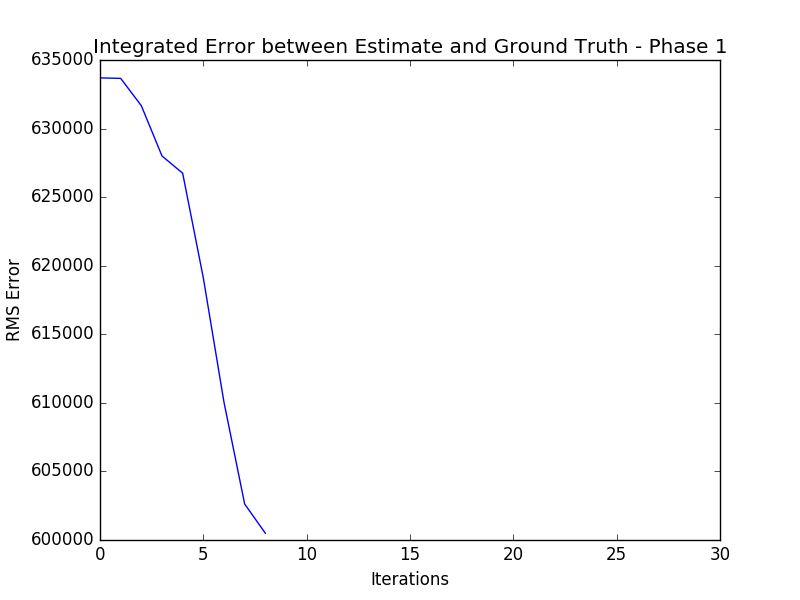 Integrated Error between Estimate and Ground Truth - Phase 1
635000
630000
625000
620000
615000
610000
605000
600000
RMS Error
0 5 10 15 20 25 30
Iterations